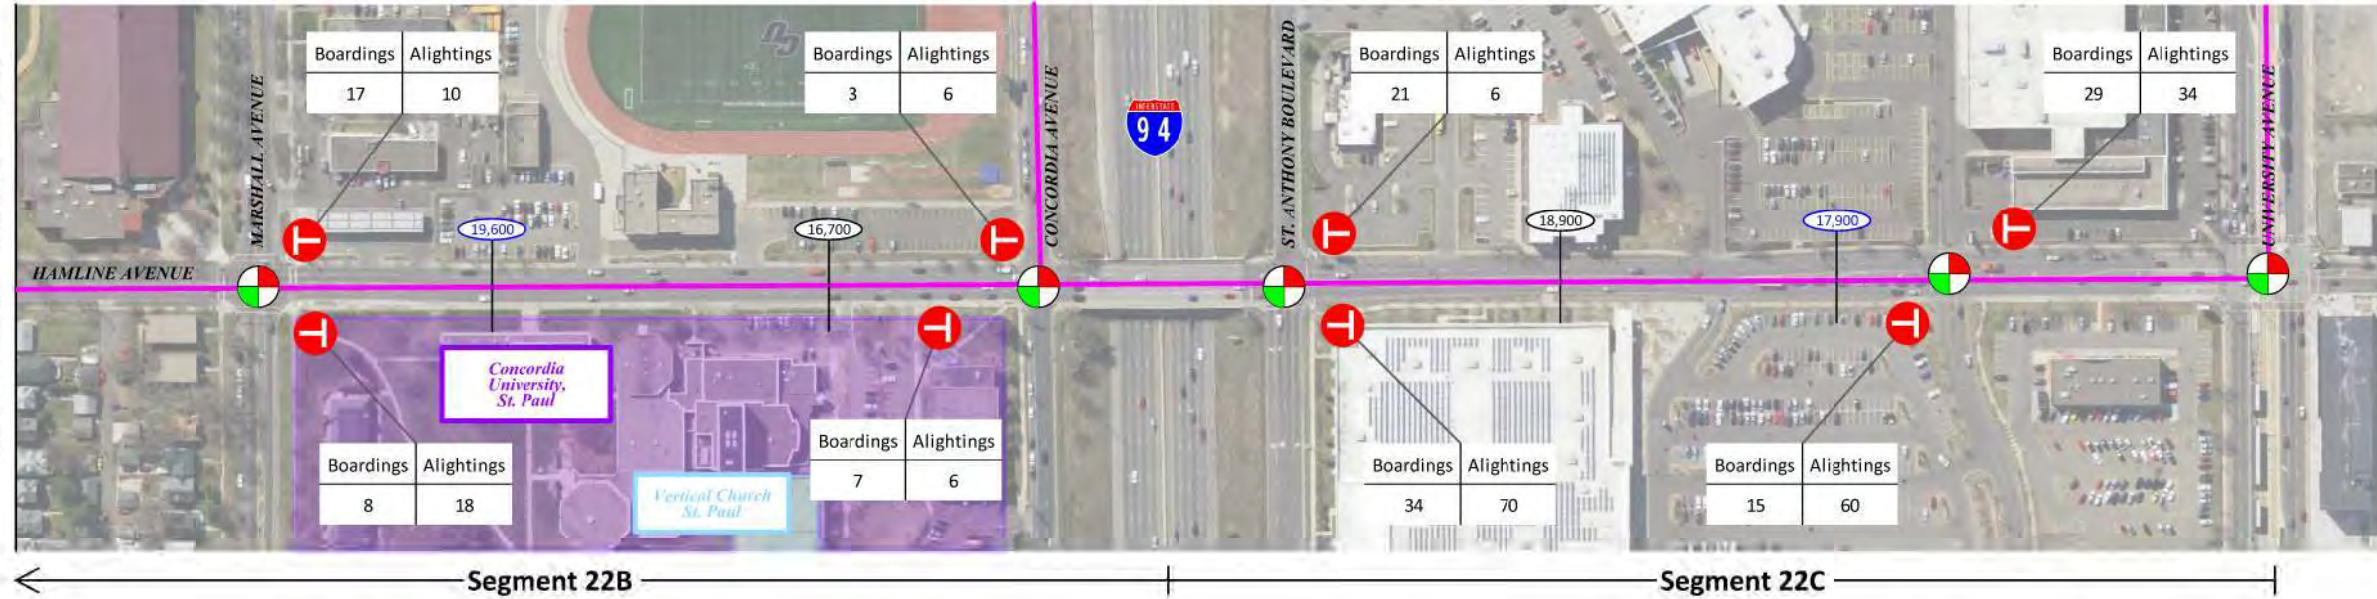 Boardings Alightings
17 10
Boardings Alightings
3 6
Boardings Alightings
21 6
Boardings Alightings
29 34
MARSHALL AVENUE
CONCORDIA AVENUE
INTERSTATE
94
ST. ANTHONY BOULEVARD
UNIVERSITY AVENUE
19,600
16,700
18,900
17,900
HAMLINE AVENUE
T
T
T
T
T
T
T
T
Concordia
University,
St. Paul
Vertical Church
St. Paul
Boardings Alightings
8 18
Boardings Alightings
7 6
Boardings Alightings
34 70
Boardings Alightings
15 60
Segment 22B
Segment 22C